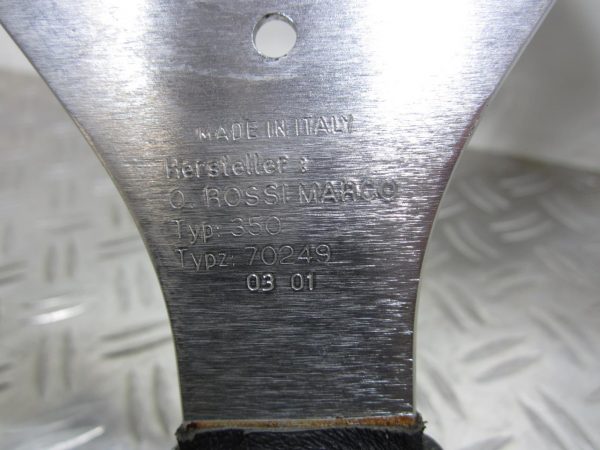 MADE IN ITALY
Hersteller :
O. ROSSI MARCO
Typ: 350
Typz: 70249
03 01